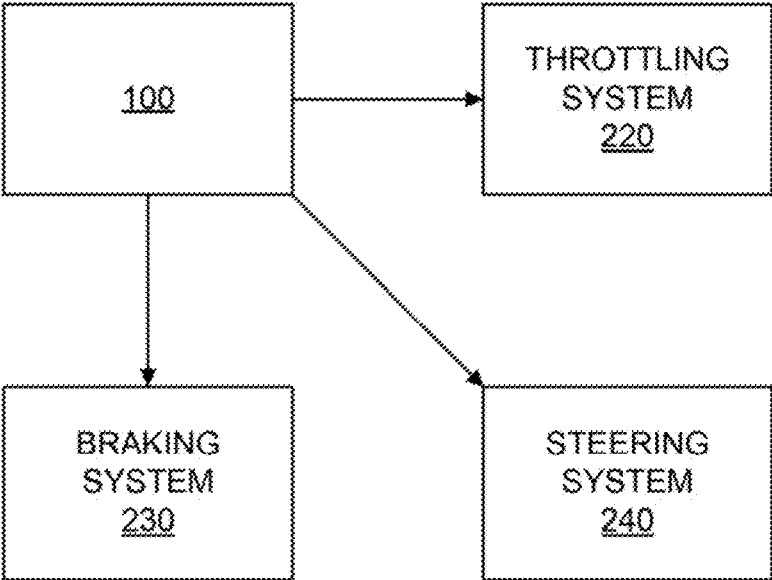 100
THROTTLING
SYSTEM
220
BRAKING
SYSTEM
230
STEERING
SYSTEM
240